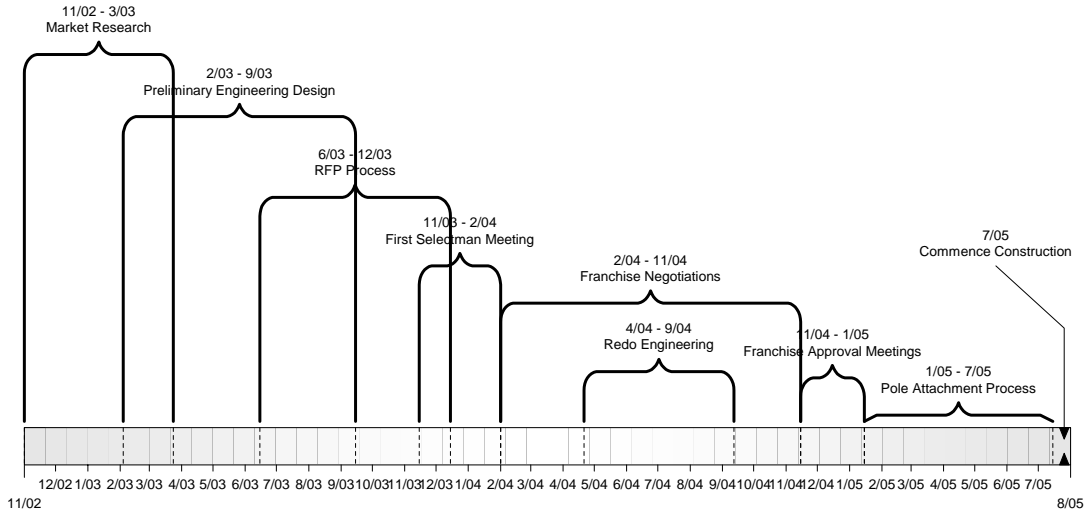 11/02 - 3/03
Market Research
2/03 - 9/03
Preliminary Engineering Design
6/03 - 12/03
RFP Process
11/03 - 2/04
First Selectman Meeting
2/04 - 11/04
Franchise Negotiations
7/05
Commence Construction
4/04 - 9/04
Redo Engineering
11/04 - 1/05
Franchise Approval Meetings
1/05 - 7/05
Pole Attachment Process
12/02 1/03 2/03 3/03 4/03 5/03 6/03 7/03 8/03 9/03 10/03 11/03 12/03 1/04 2/04 3/04 4/04 5/04 6/04 7/04 8/04 9/04 10/04 11/04 12/04 1/05 2/05 3/05 4/05 5/05 6/05 7/05
11/02 8/05